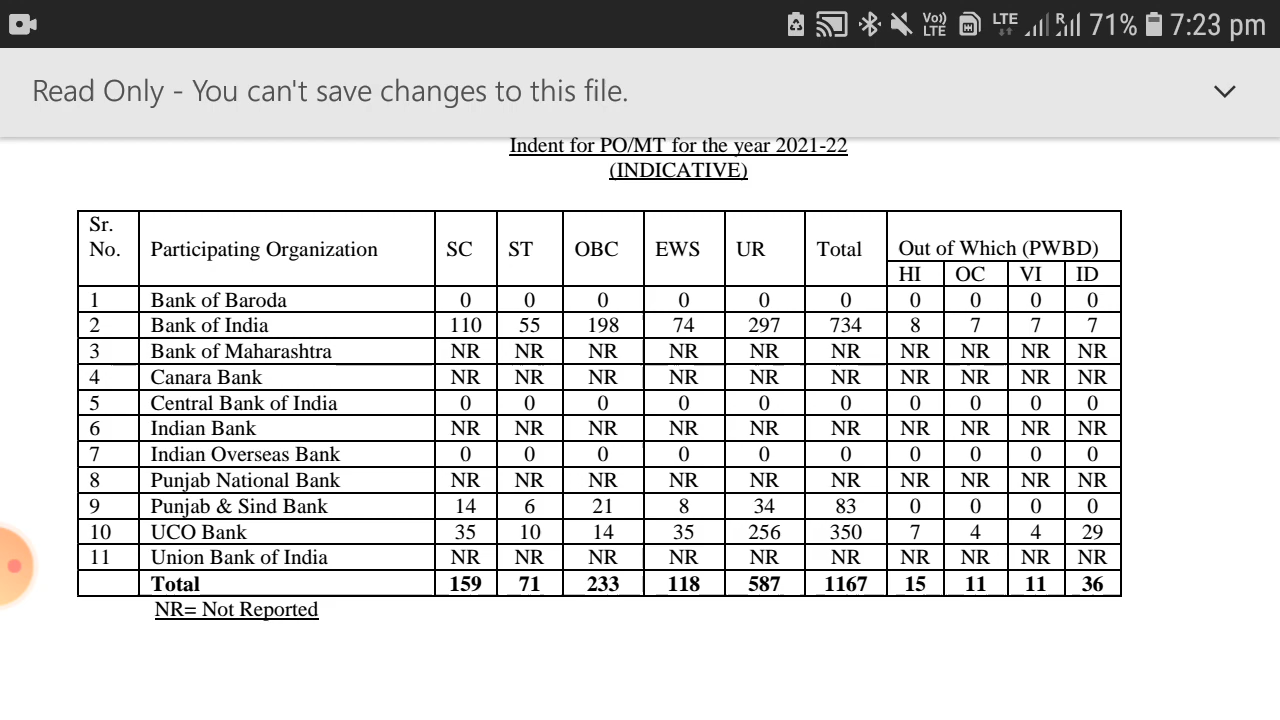 Vo)) LTE LTE R 71% 7:23 pm
Read Only - You can't save changes to this file.
Indent for PO/MT for the year 2021-22
(INDICATIVE)
Sr. No. Participating Organization SC ST OBC EWS UR Total Out of Which (PWBD)
HI OC VI ID
1 Bank of Baroda 0 0 0 0 0 0 0 0 0 0
2 Bank of India 110 55 198 74 297 734 8 7 7 7
3 Bank of Maharashtra NR NR NR NR NR NR NR NR NR NR
4 Canara Bank NR NR NR NR NR NR NR NR NR NR
5 Central Bank of India 0 0 0 0 0 0 0 0 0 0
6 Indian Bank NR NR NR NR NR NR NR NR NR NR
7 Indian Overseas Bank 0 0 0 0 0 0 0 0 0 0
8 Punjab National Bank NR NR NR NR NR NR NR NR NR NR
9 Punjab & Sind Bank 14 6 21 8 34 83 0 0 0 0
10 UCO Bank 35 10 14 35 256 350 7 4 4 29
11 Union Bank of India NR NR NR NR NR NR NR NR NR NR
Total 159 71 233 118 587 1167 15 11 11 36
NR= Not Reported